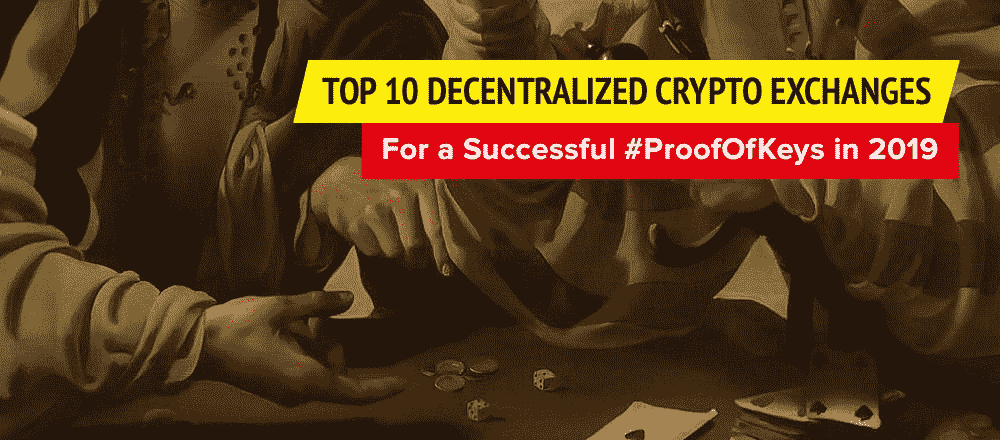 TOP 10 DECENTRALIZED CRYPTO EXCHANGES
For a Successful #ProofOfKeys in 2019